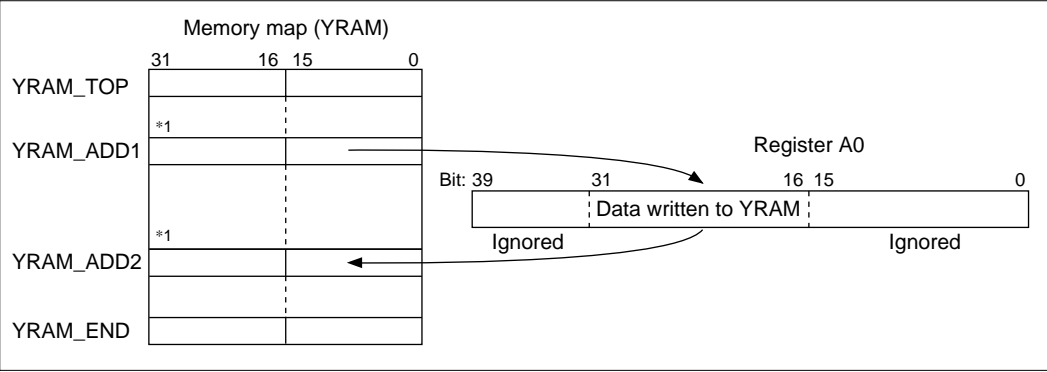 Memory map (YRAM)
31 16 15 0
YRAM_TOP
*1
YRAM_ADD1
Register A0
Bit: 39 31 16 15 0
Data written to YRAM
*1
Ignored Ignored
YRAM_ADD2
YRAM_END